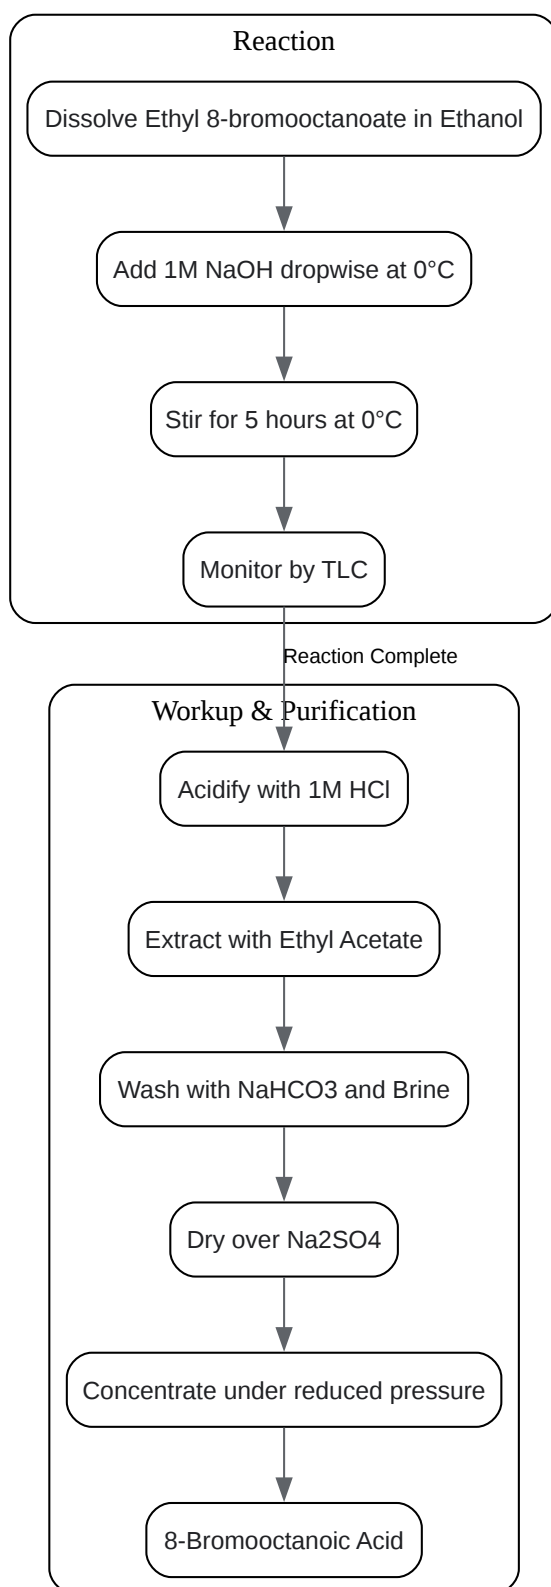 Reaction
Dissolve Ethyl 8-bromooctanoate in Ethanol
Add 1M NaOH dropwise at 0°C
Stir for 5 hours at 0°C
Monitor by TLC
Reaction Complete
Workup & Purification
Acidify with 1M HCl
Extract with Ethyl Acetate
Wash with NaHCO3 and Brine
Dry over Na2SO4
Concentrate under reduced pressure
8-Bromooctanoic Acid